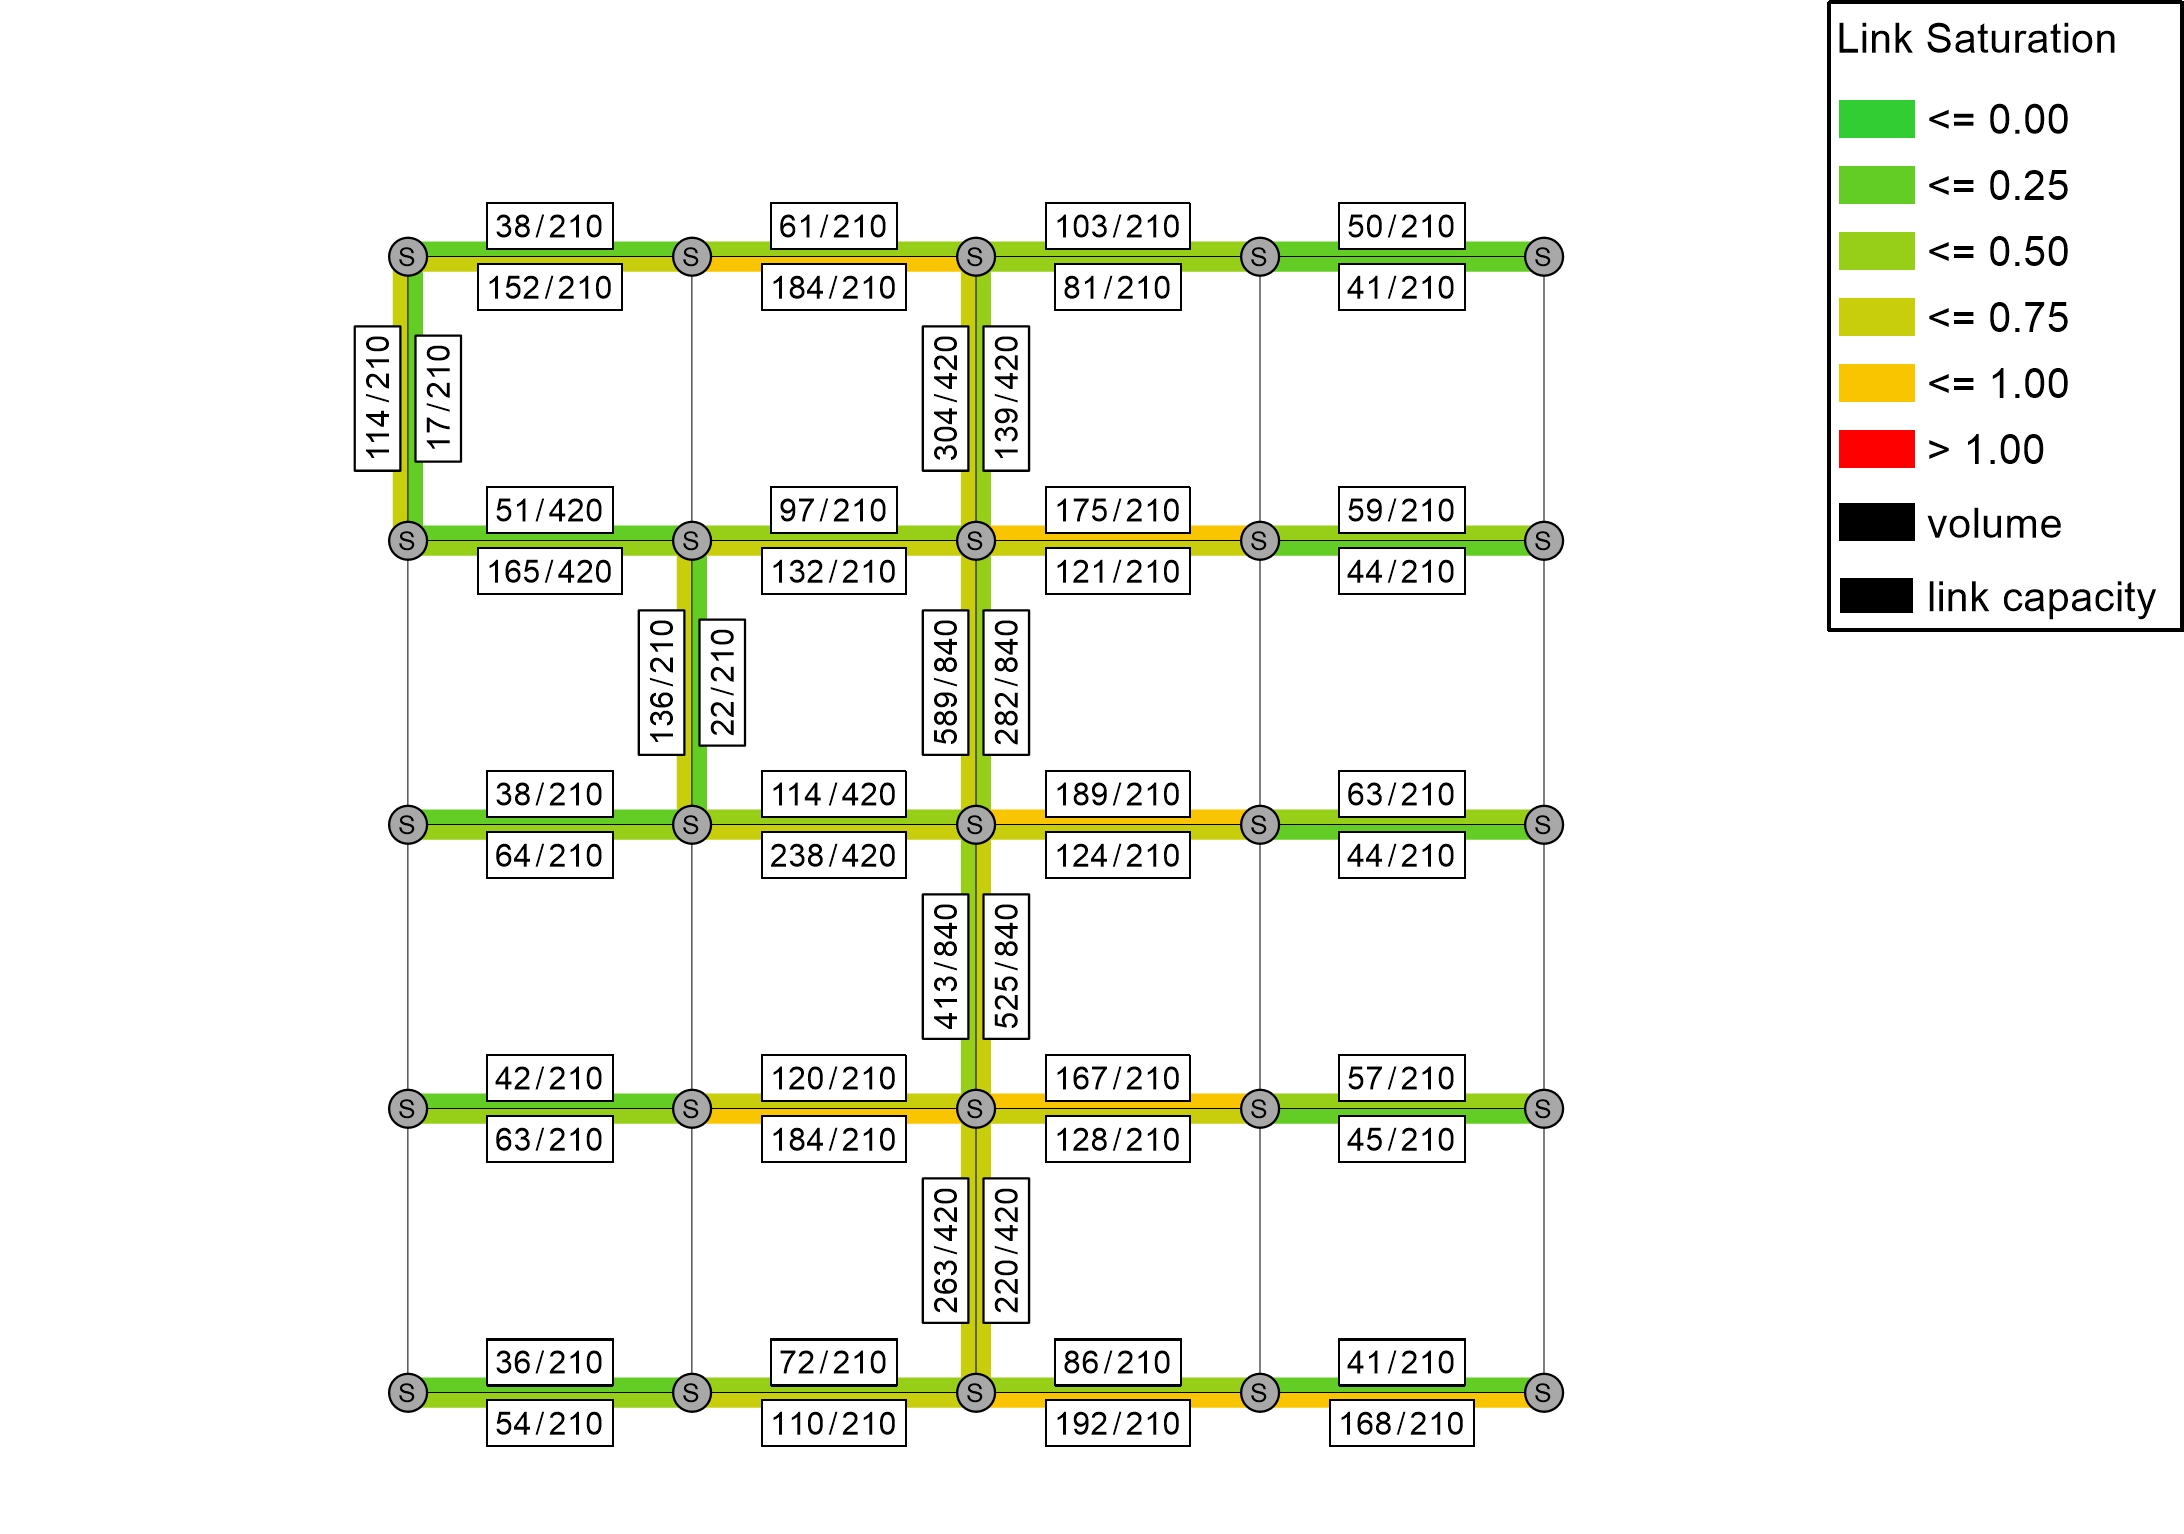 Link Saturation
<= 0.00
<= 0.25
<= 0.50
<= 0.75
<= 1.00
> 1.00
volume
link capacity
38/210
61/210
103/210
50/210
S
S
S
S
S
152/210
184/210
81/210
41/210
114/210
17/210
304/420
139/420
51/420
97/210
175/210
59/210
S
S
S
S
S
165/420
132/210
121/210
44/210
136/210
22/210
589/840
282/840
38/210
114/420
189/210
63/210
S
S
S
S
S
64/210
238/420
124/210
44/210
413/840
525/840
42/210
120/210
167/210
57/210
S
S
S
S
S
63/210
184/210
128/210
45/210
263/420
220/420
36/210
72/210
86/210
41/210
S
S
S
S
S
54/210
110/210
192/210
168/210